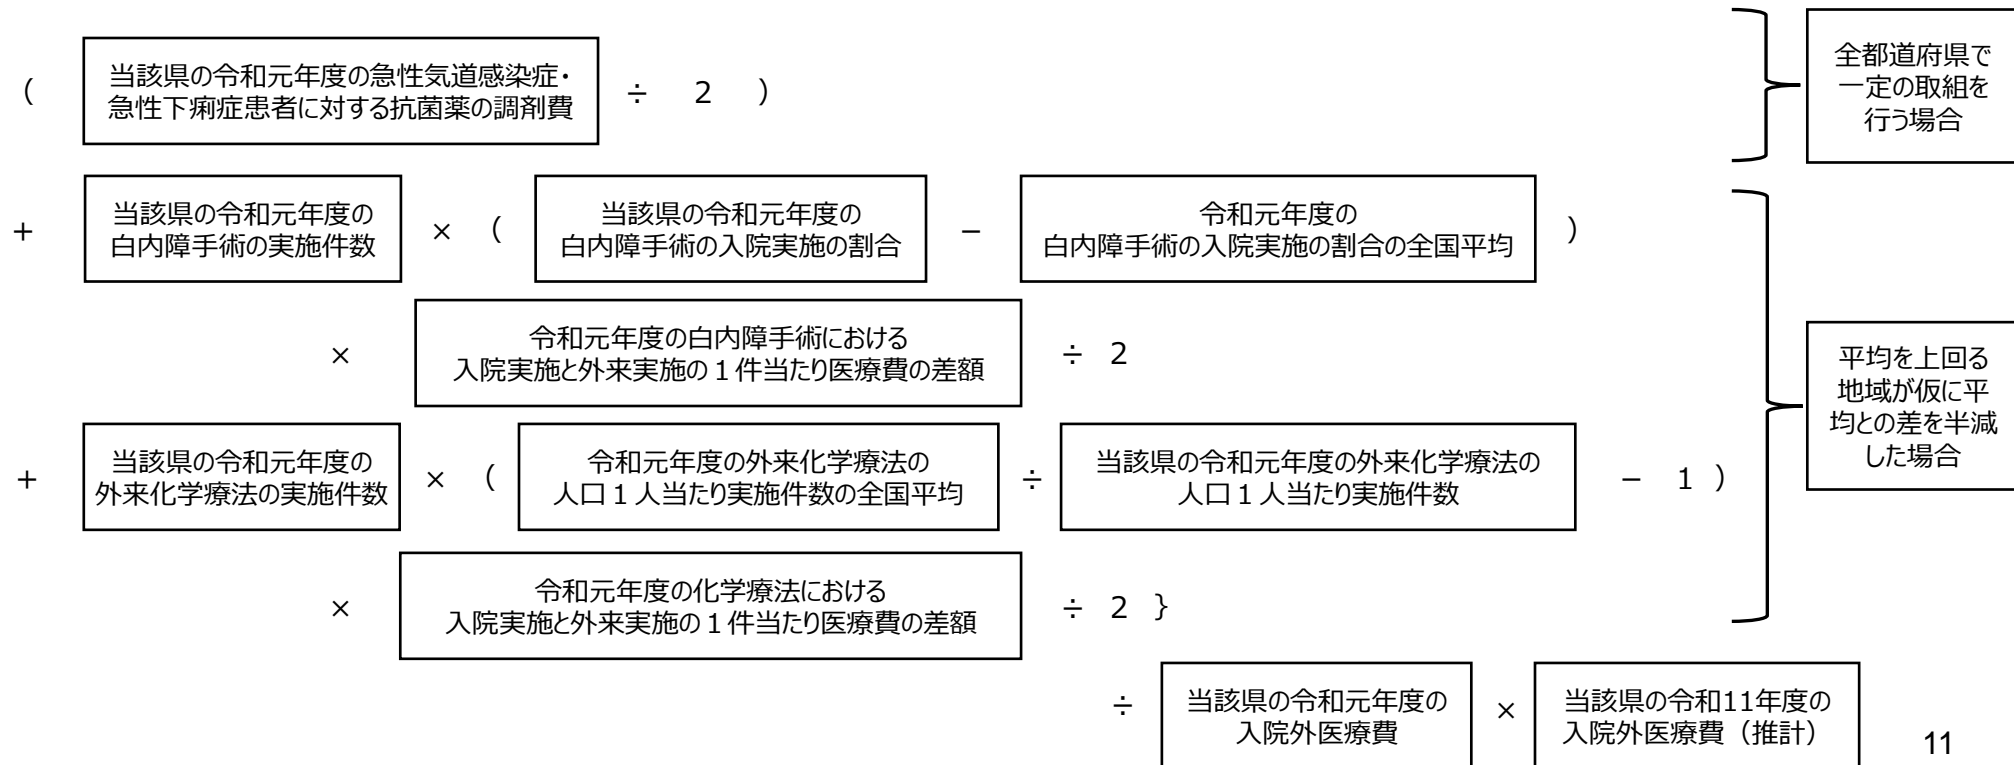 ( 当該県の令和元年度の急性気道感染症・
急性下痢症患者に対する抗菌薬の調剤費 ÷ 2 )
全都道府県で
一定の取組を
行う場合
+ 当該県の令和元年度の
白内障手術の実施件数 × ( 当該県の令和元年度の
白内障手術の入院実施の割合 − 令和元年度の
白内障手術の入院実施の割合の全国平均 )
× 令和元年度の白内障手術における
入院実施と外来実施の1件当たり医療費の差額 ÷ 2
平均を上回る
地域が仮に平
均との差を半減
した場合
+ 当該県の令和元年度の
外来化学療法の実施件数 × ( 令和元年度の外来化学療法の
人口1人当たり実施件数の全国平均 ÷ 当該県の令和元年度の外来化学療法の
人口1人当たり実施件数 − 1 )
× 令和元年度の化学療法における
入院実施と外来実施の1件当たり医療費の差額 ÷ 2 }
÷ 当該県の令和元年度の
入院外医療費 × 当該県の令和11年度の
入院外医療費（推計）
11